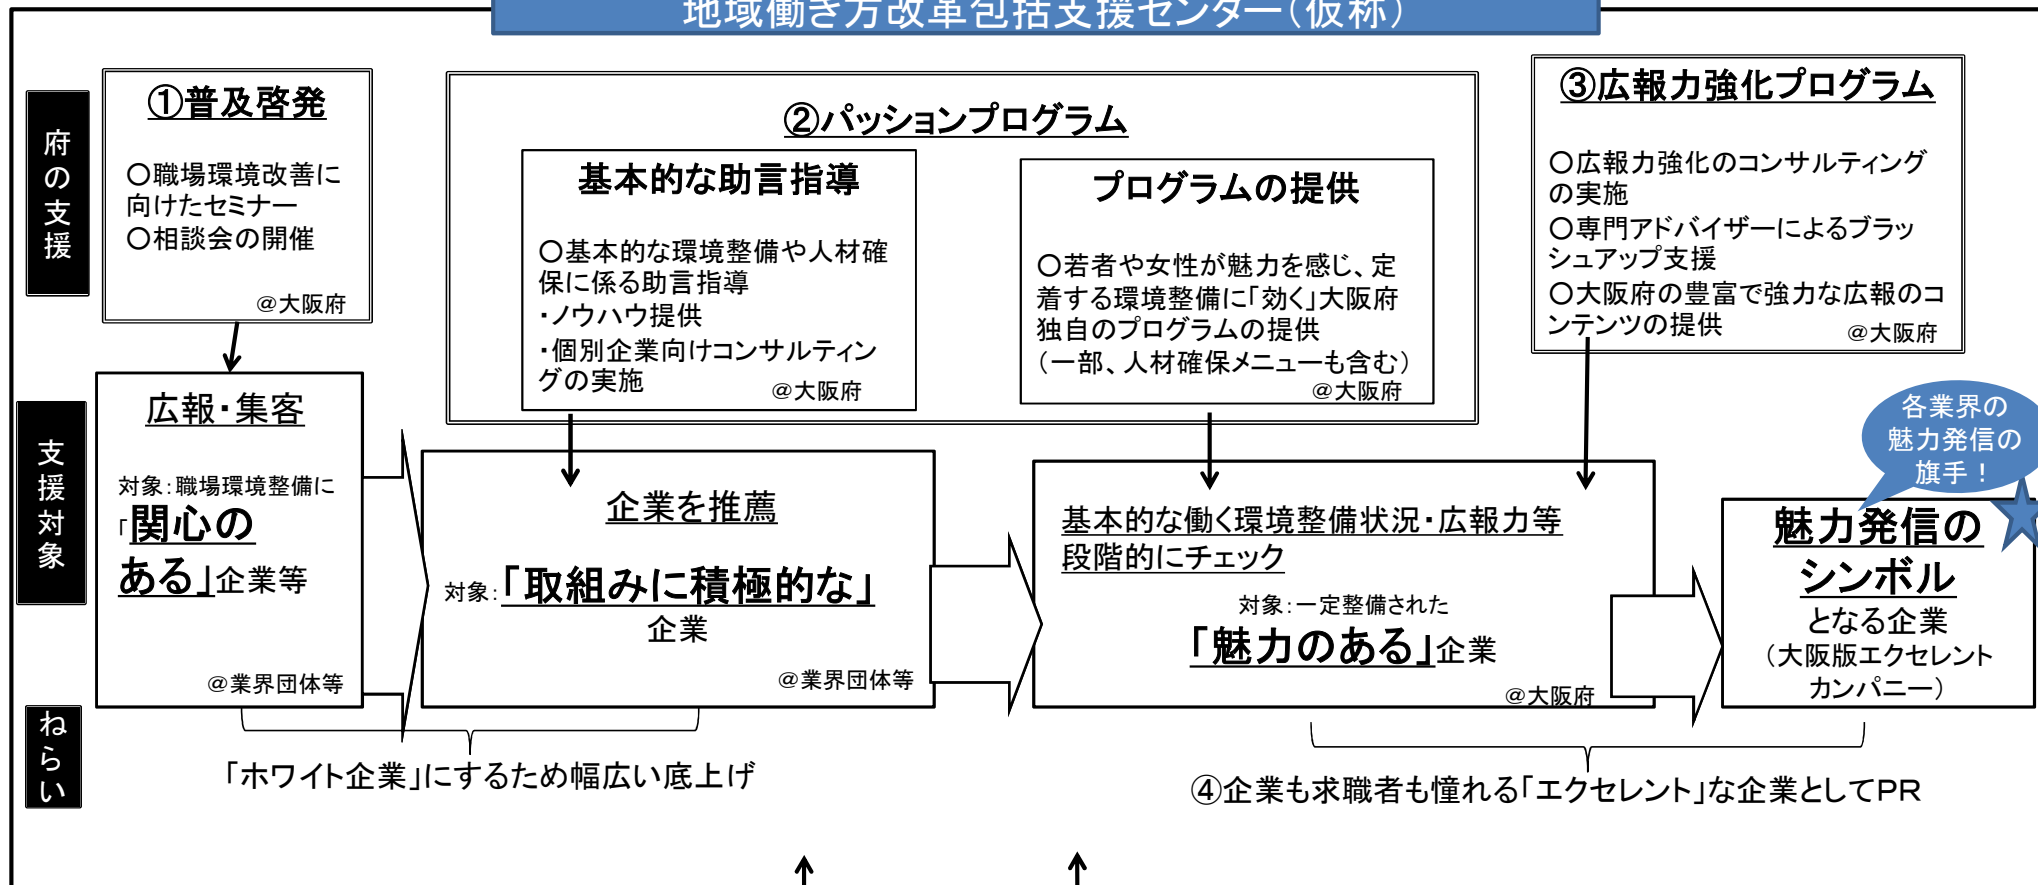 地域働き方改革包括支援センター（仮称）
府の支援
①普及啓発
○職場環境改善に
向けたセミナー
○相談会の開催
＠大阪府
②パッションプログラム
基本的な助言指導
○基本的な環境整備や人材確
保に係る助言指導
・ノウハウ提供
・個別企業向けコンサルティン
グの実施
＠大阪府
プログラムの提供
○若者や女性が魅力を感じ、定
着する環境整備に「効く」大阪府
独自のプログラムの提供
（一部、人材確保メニューも含む）
＠大阪府
③広報力強化プログラム
○広報力強化のコンサルティング
の実施
○専門アドバイザーによるブラッ
シュアップ支援
○大阪府の豊富で強力な広報のコ
ンテンツの提供
＠大阪府
支援対象
広報・集客
対象：職場環境整備に
「関心の
ある」企業等
＠業界団体等
企業を推薦
対象：「取組みに積極的な」
企業
＠業界団体等
基本的な働く環境整備状況・広報力等
段階的にチェック
対象：一定整備された
「魅力のある」企業
＠大阪府
各業界の
魅力発信の
旗手！
魅力発信の
シンボル
となる企業
（大阪版エクセレント
カンパニー）
ねらい
「ホワイト企業」にするため幅広い底上げ
④企業も求職者も憧れる「エクセレント」な企業としてPR